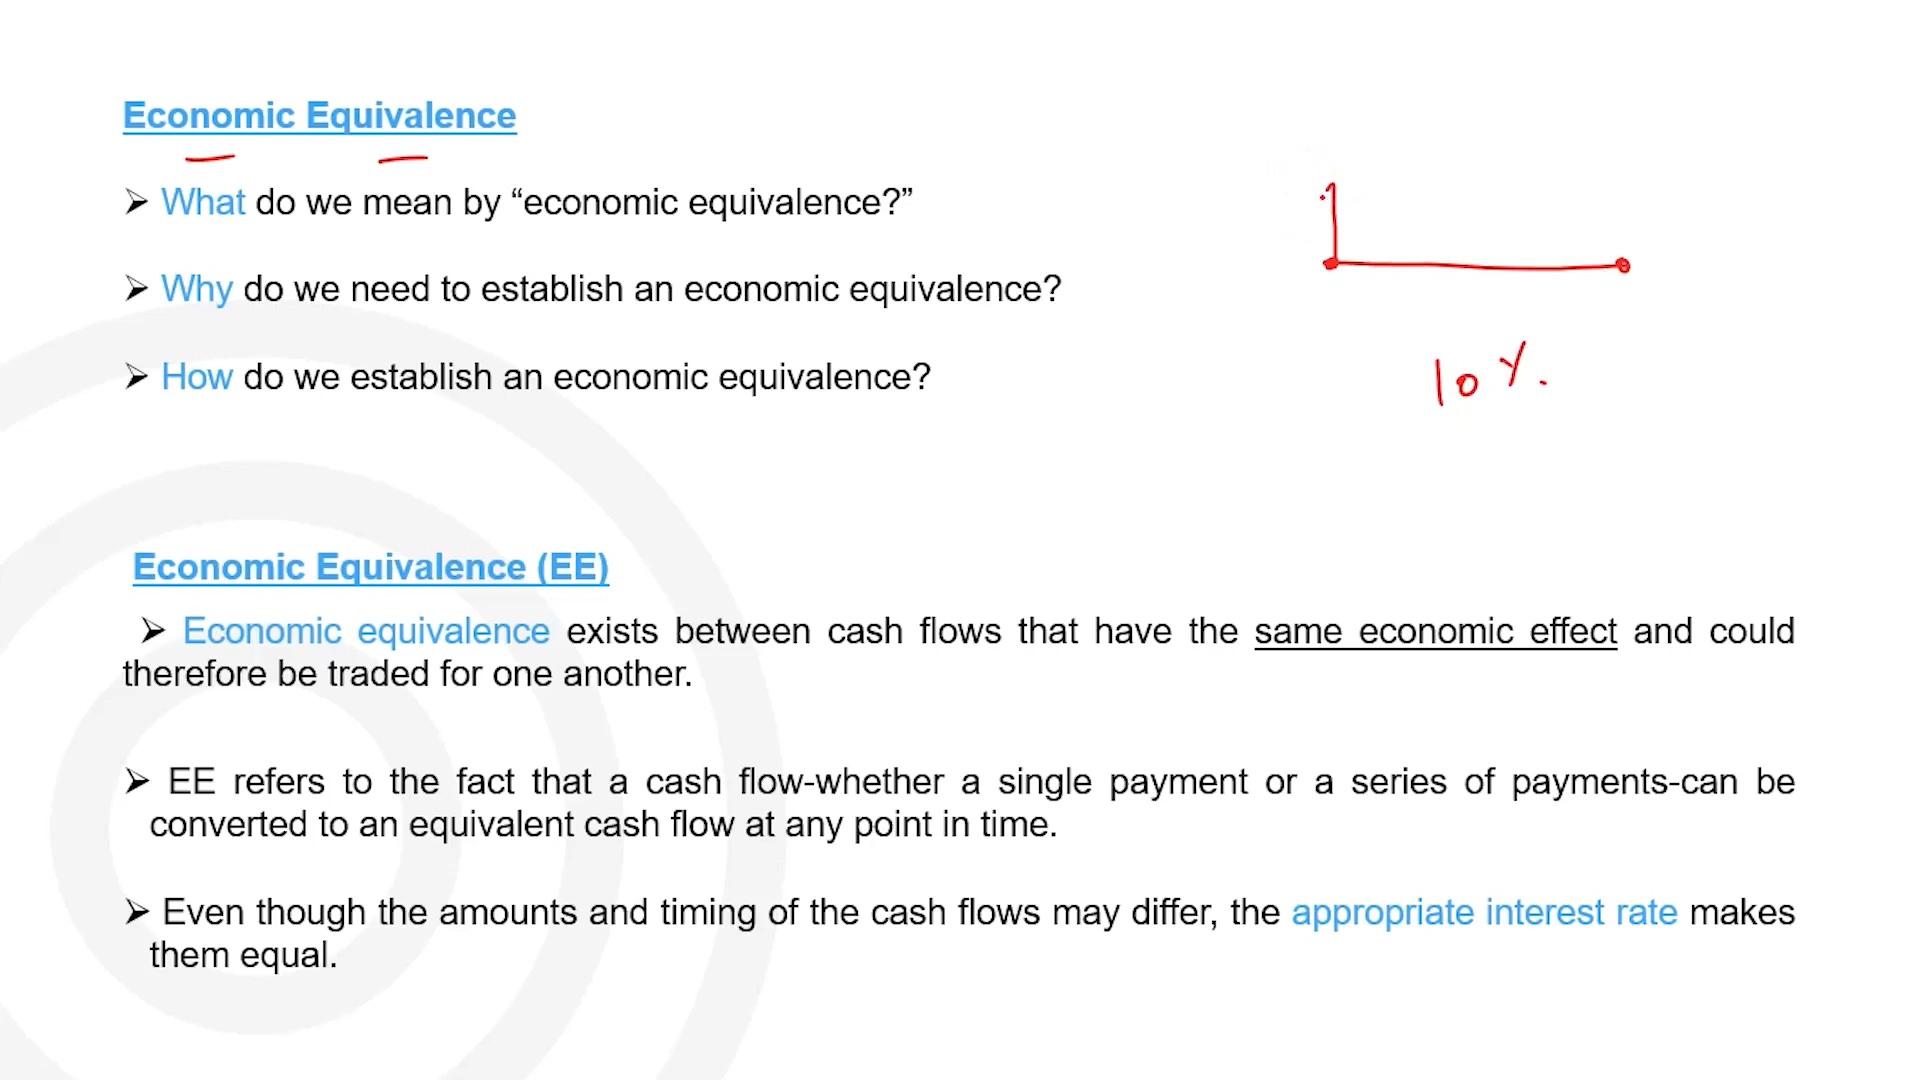 Economic Equivalence
➢ What do we mean by “economic equivalence?”
➢ Why do we need to establish an economic equivalence?
➢ How do we establish an economic equivalence?
10 %.
Economic Equivalence (EE)
➢ Economic equivalence exists between cash flows that have the same economic effect and could
therefore be traded for one another.
➢ EE refers to the fact that a cash flow-whether a single payment or a series of payments-can be
converted to an equivalent cash flow at any point in time.
➢ Even though the amounts and timing of the cash flows may differ, the appropriate interest rate makes
them equal.